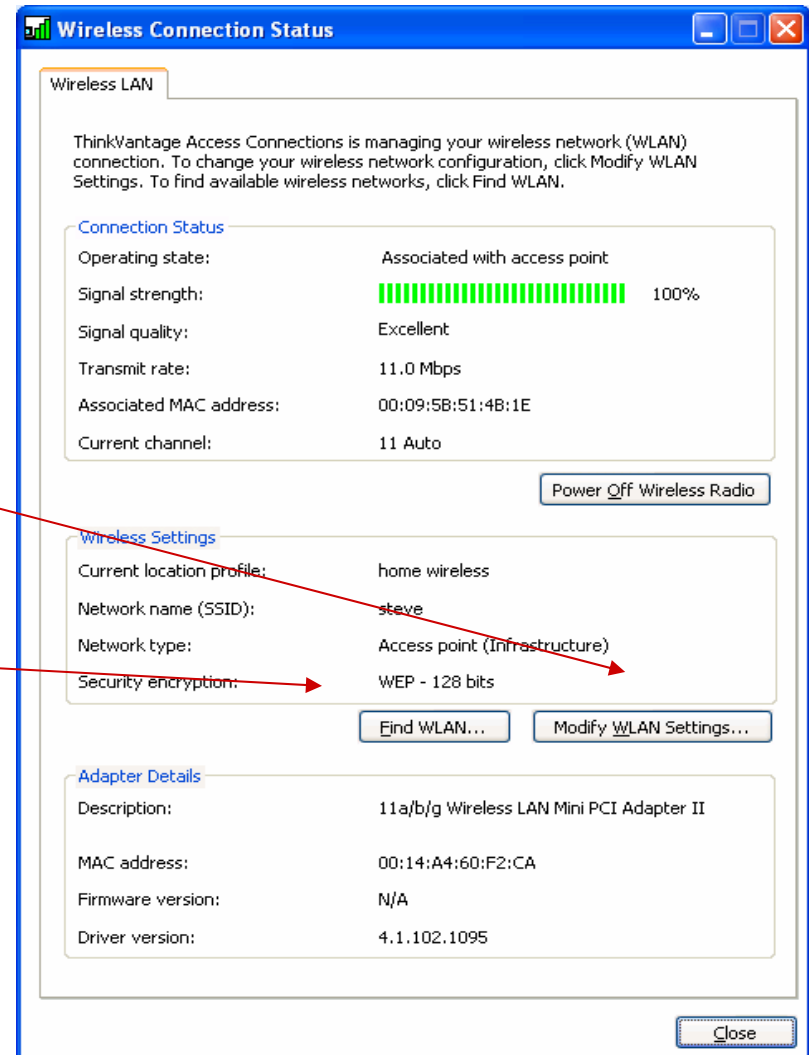 Wireless Connection Status
Wireless LAN
ThinkVantage Access Connections is managing your wireless network (WLAN)
connection. To change your wireless network configuration, click Modify WLAN
Settings. To find available wireless networks, click Find WLAN.
Connection Status
Operating state: Associated with access point
Signal strength: 100%
Signal quality: Excellent
Transmit rate: 11.0 Mbps
Associated MAC address: 00:09:5B:51:4B:1E
Current channel: 11 Auto
Power Off Wireless Radio
Wireless Settings
Current location profile: home wireless
Network name (SSID): steve
Network type: Access point (Infrastructure)
Security encryption: WEP - 128 bits
Find WLAN... Modify WLAN Settings...
Adapter Details
Description: 11a/b/g Wireless LAN Mini PCI Adapter II
MAC address: 00:14:A4:60:F2:CA
Firmware version: N/A
Driver version: 4.1.102.1095
Close